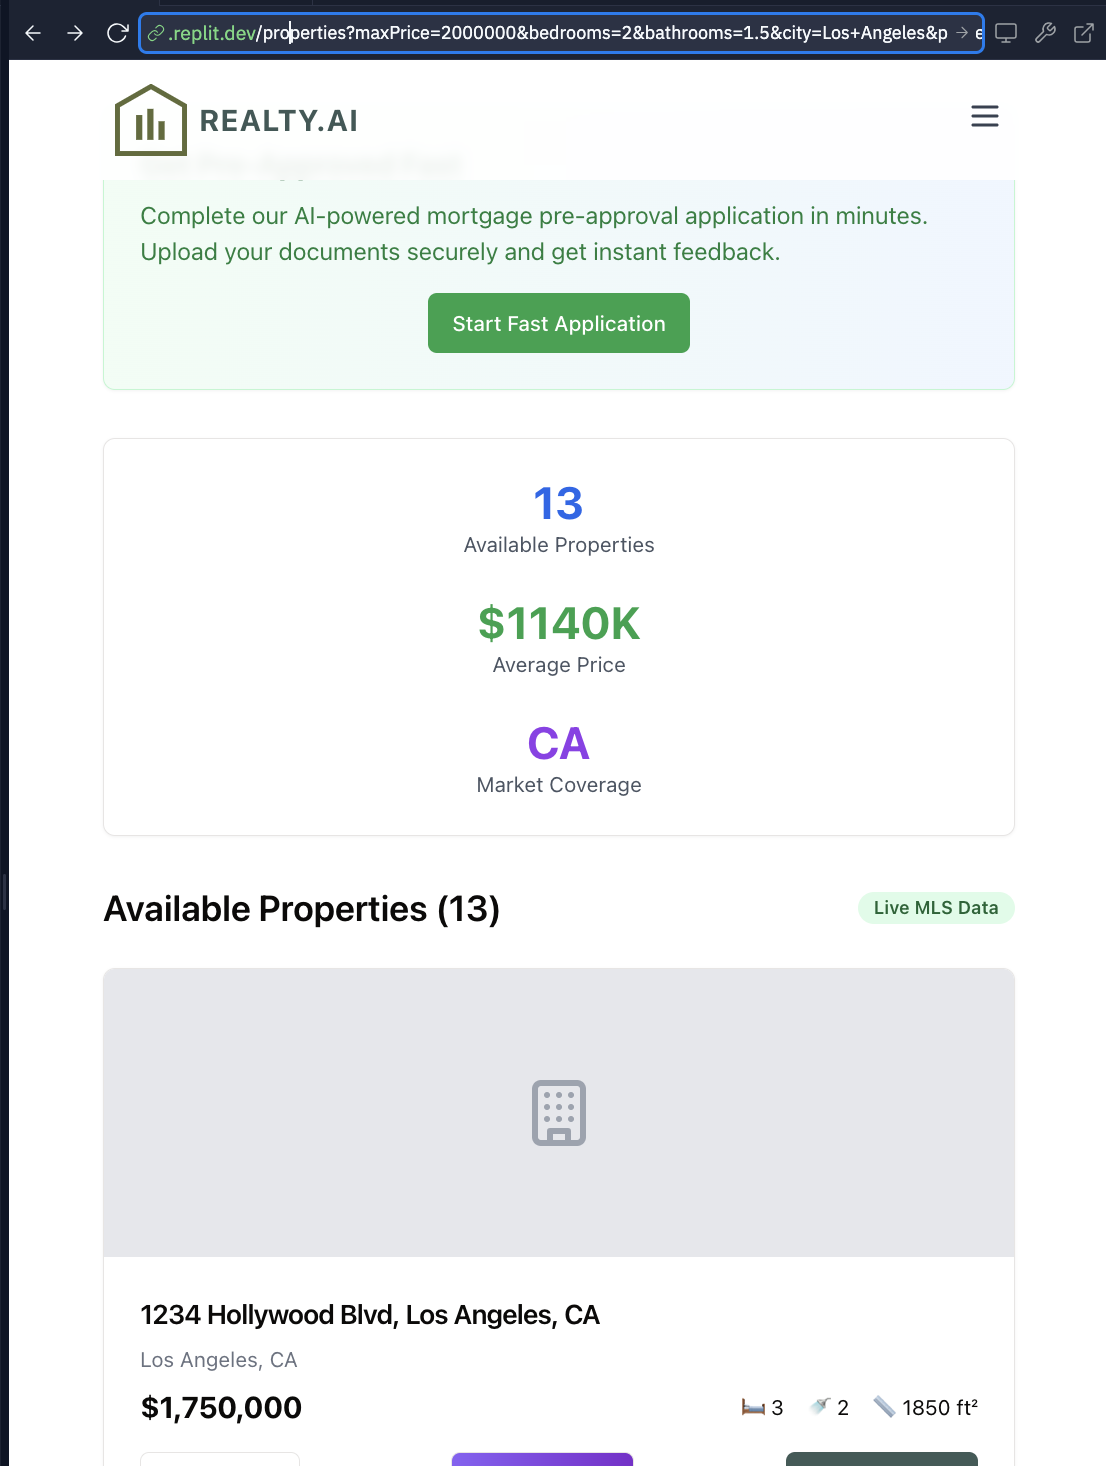 .replit.dev/properties?maxPrice=2000000&bedrooms=2&bathrooms=1.5&city=Los+Angeles&p
REALTY.AI
Complete our AI-powered mortgage pre-approval application in minutes.
Upload your documents securely and get instant feedback.
Start Fast Application
13
Available Properties
$1140K
Average Price
CA
Market Coverage
Available Properties (13)
Live MLS Data
1234 Hollywood Blvd, Los Angeles, CA
Los Angeles, CA
$1,750,000 3 2 1850 ft²